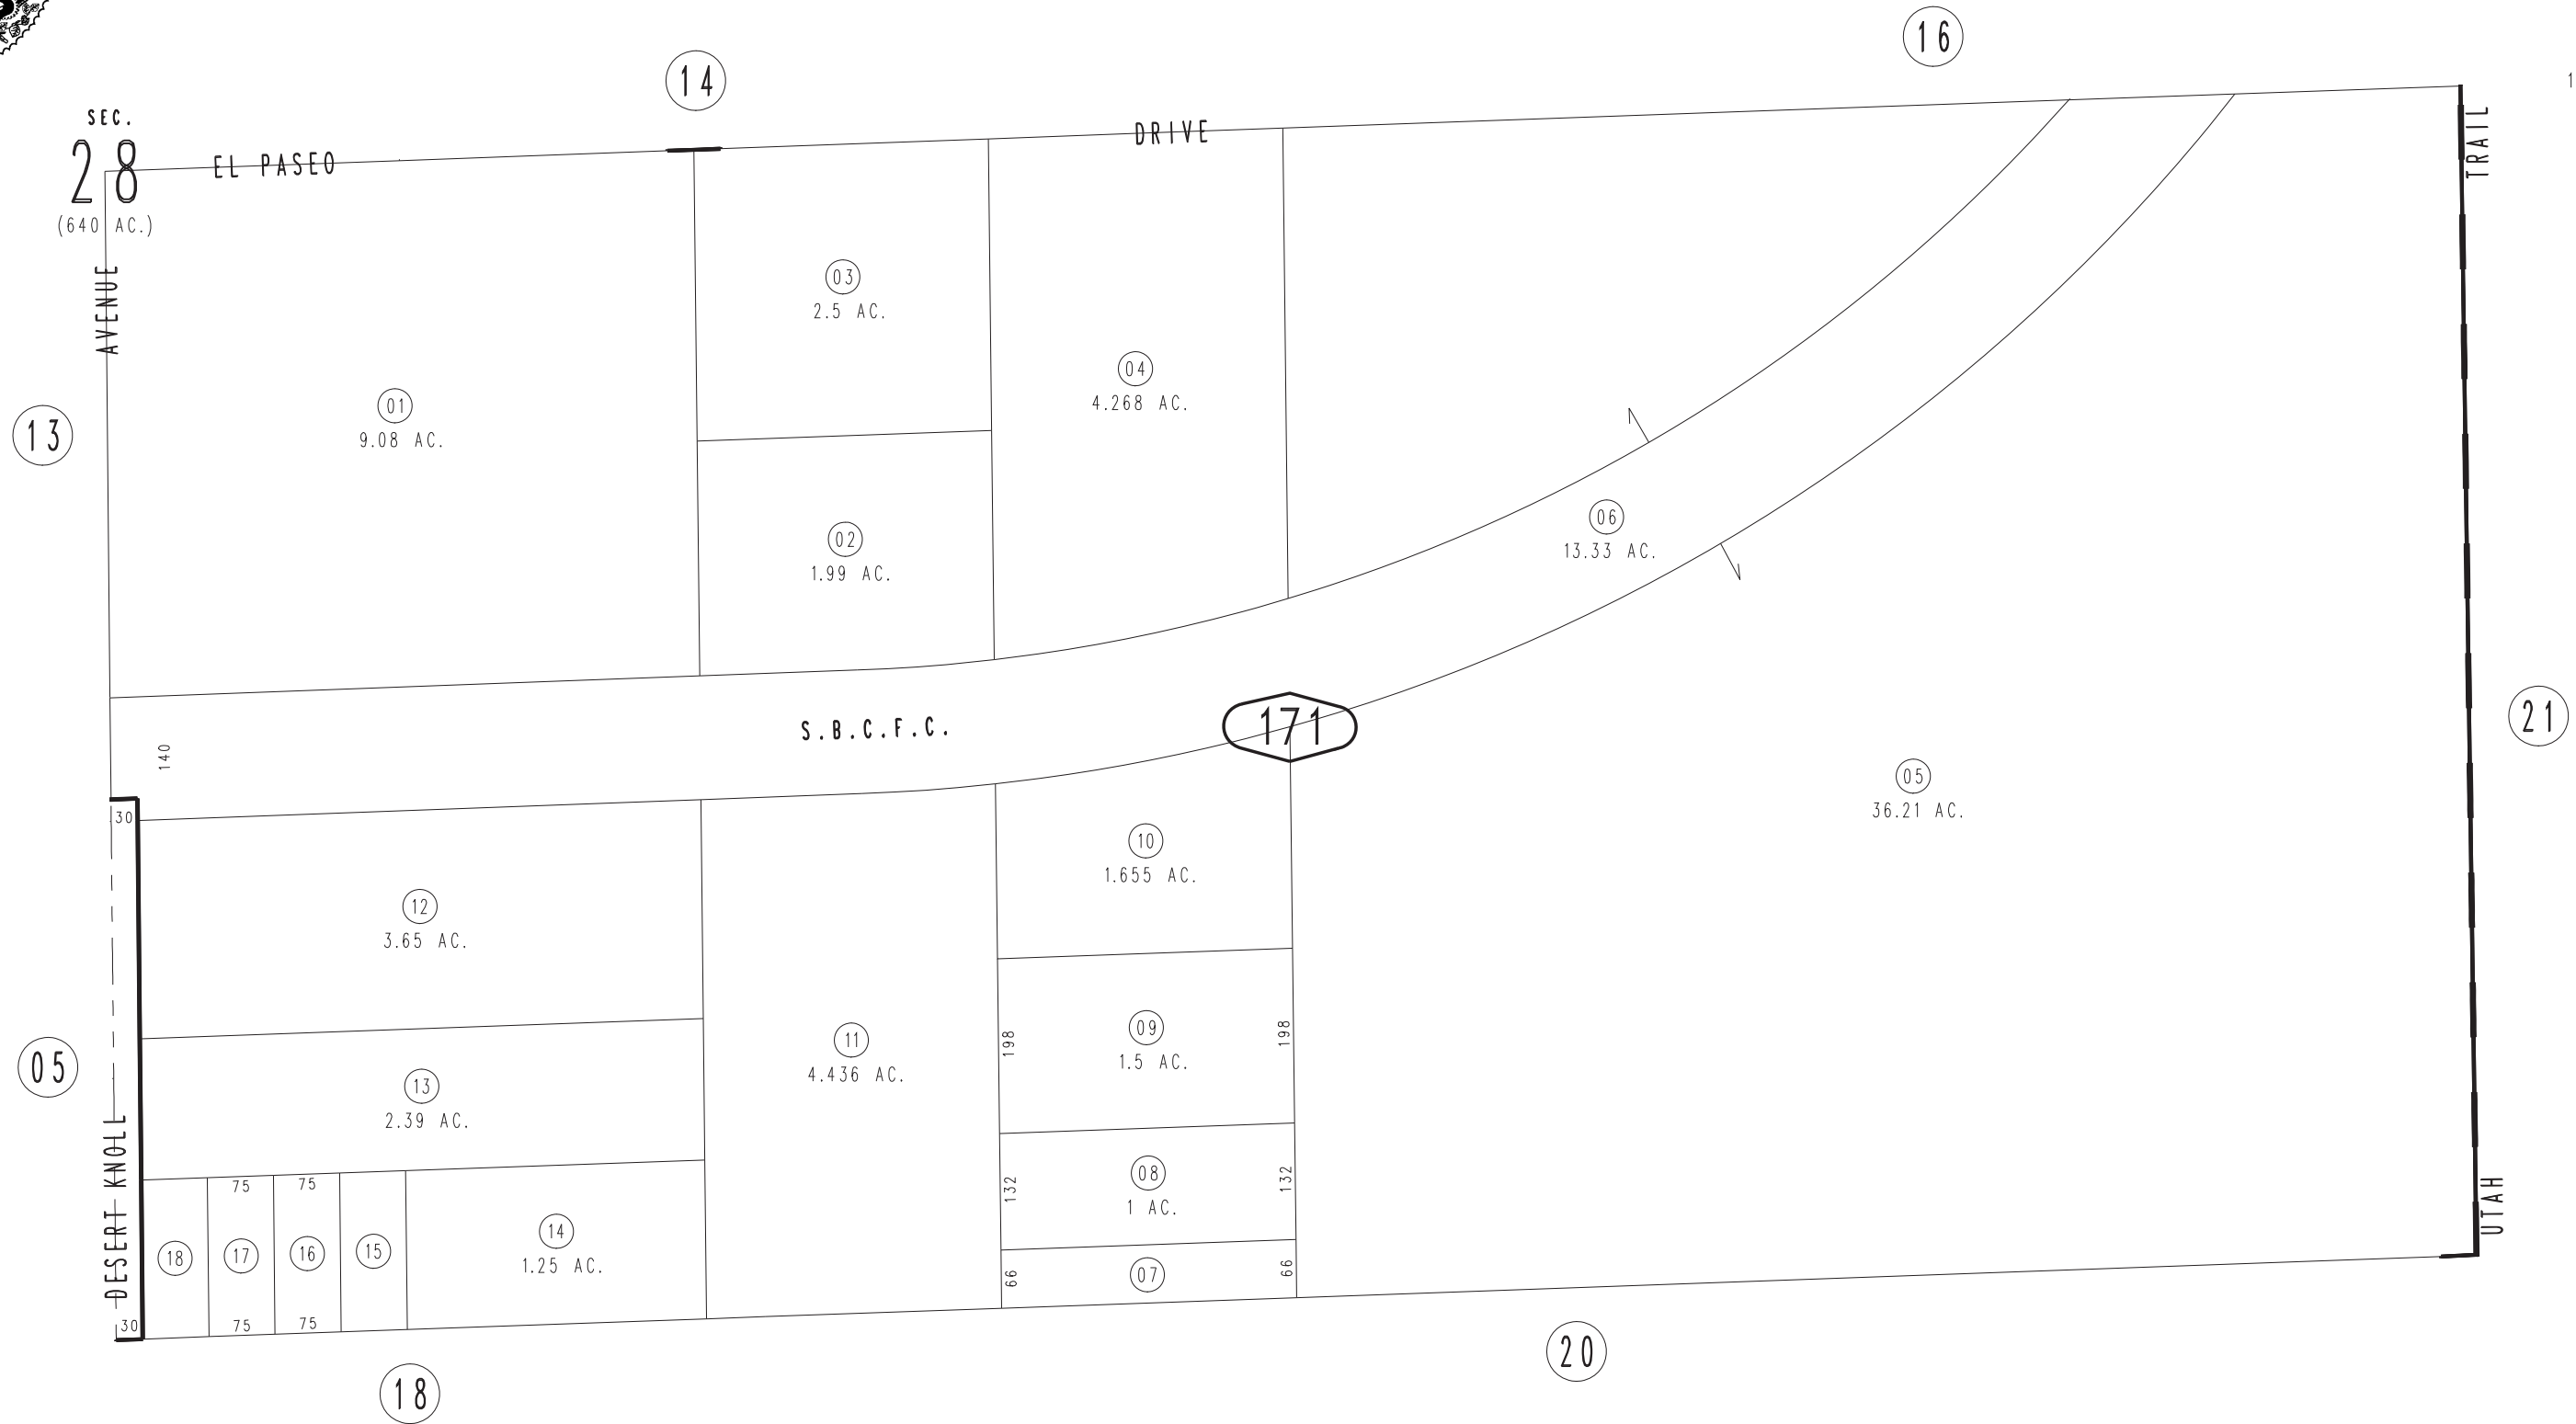 16
14
1
SEC.
28
(640 AC.)
EL PASEO
DRIVE
TRAIL
AVENUE
03
2.5 AC.
04
4.268 AC.
01
9.08 AC.
13
02
1.99 AC.
06
13.33 AC.
S.B.C.F.C.
171
21
140
05
36.21 AC.
30
10
1.655 AC.
12
3.65 AC.
09
1.5 AC.
198
198
11
4.436 AC.
05
13
2.39 AC.
DESERT KNOLL
08
1 AC.
132
132
UTAH
75
75
18
17
16
15
14
1.25 AC.
07
66
66
30
75
75
20
18